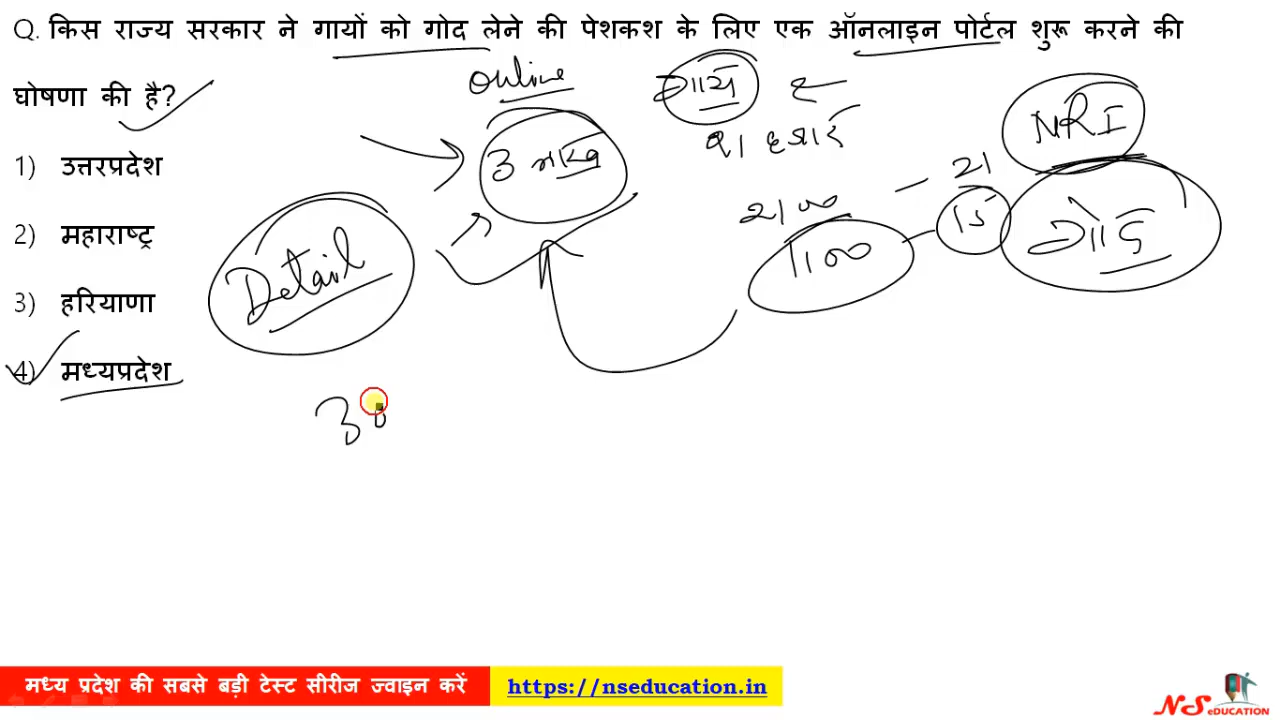 Q. किस राज्य सरकार ने गायों को गोद लेने की पेशकश के लिए एक ऑनलाइन पोर्टल शुरू करने की
घोषणा की है?
Online
गाय
NRI
1) उत्तरप्रदेश
21
2100
15
गोद
2) महाराष्ट्र
1100
Detail
3) हरियाणा
4) मध्यप्रदेश
मध्य प्रदेश की सबसे बड़ी टेस्ट सीरीज ज्वाइन करें
https://nseducation.in
NS eDUCATION